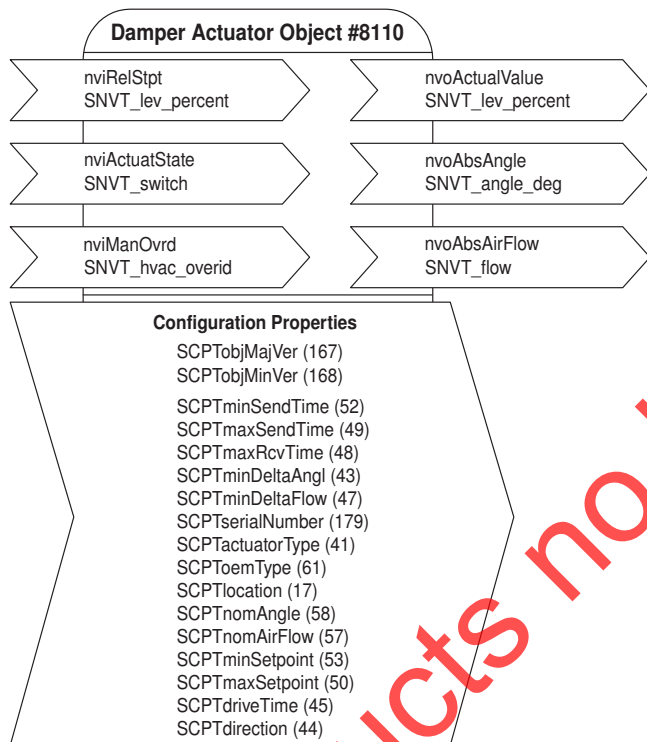 Damper Actuator Object #8110
nviRelStpt
SNVT_lev_percent
nvoActualValue
SNVT_lev_percent
nviActuatState
SNVT_switch
nvoAbsAngle
SNVT_angle_deg
nviManOvrd
SNVT_hvac_overid
nvoAbsAirFlow
SNVT_flow
Configuration Properties
SCPTobjMajVer (167)
SCPTobjMinVer (168)
SCPTminSendTime (52)
SCPTmaxSendTime (49)
SCPTmaxRcvTime (48)
SCPTminDeltaAngl (43)
SCPTminDeltaFlow (47)
SCPTserialNumber (179)
SCPTactuatorType (41)
SCPToemType (61)
SCPTlocation (17)
SCPTnomAngle (58)
SCPTnomAirFlow (57)
SCPTminSetpoint (53)
SCPTmaxSetpoint (50)
SCPTdriveTime (45)
SCPTdirection (44)
ucts no